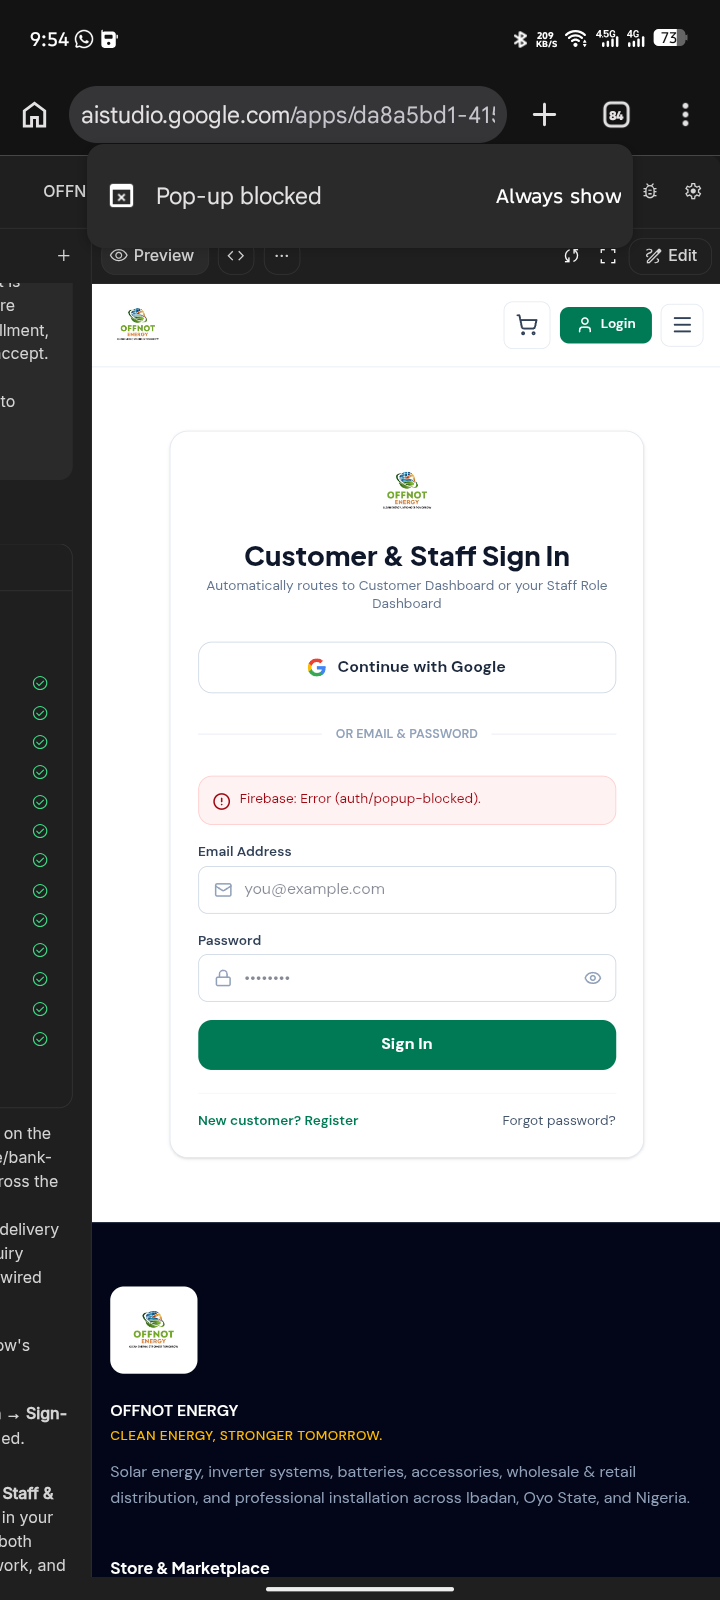 9:54
209 KB/S
4.5G
4G
73
aistudio.google.com/apps/da8a5bd1-415
84
OFFN
Pop-up blocked
Always show
Preview
Edit
re
llment,
accept.
to
OFFNOT
ENERGY
Login
OFFNOT
ENERGY
Customer & Staff Sign In
Automatically routes to Customer Dashboard or your Staff Role
Dashboard
Continue with Google
OR EMAIL & PASSWORD
Firebase: Error (auth/popup-blocked).
Email Address
you@example.com
Password
Sign In
New customer? Register
Forgot password?
on the
e/bank-
ross the
delivery
uiry
wired
ow's
→ Sign-
ed.
Staff &
in your
both
work, and
OFFNOT
ENERGY
OFFNOT ENERGY
CLEAN ENERGY, STRONGER TOMORROW.
Solar energy, inverter systems, batteries, accessories, wholesale & retail
distribution, and professional installation across Ibadan, Oyo State, and Nigeria.
Store & Marketplace